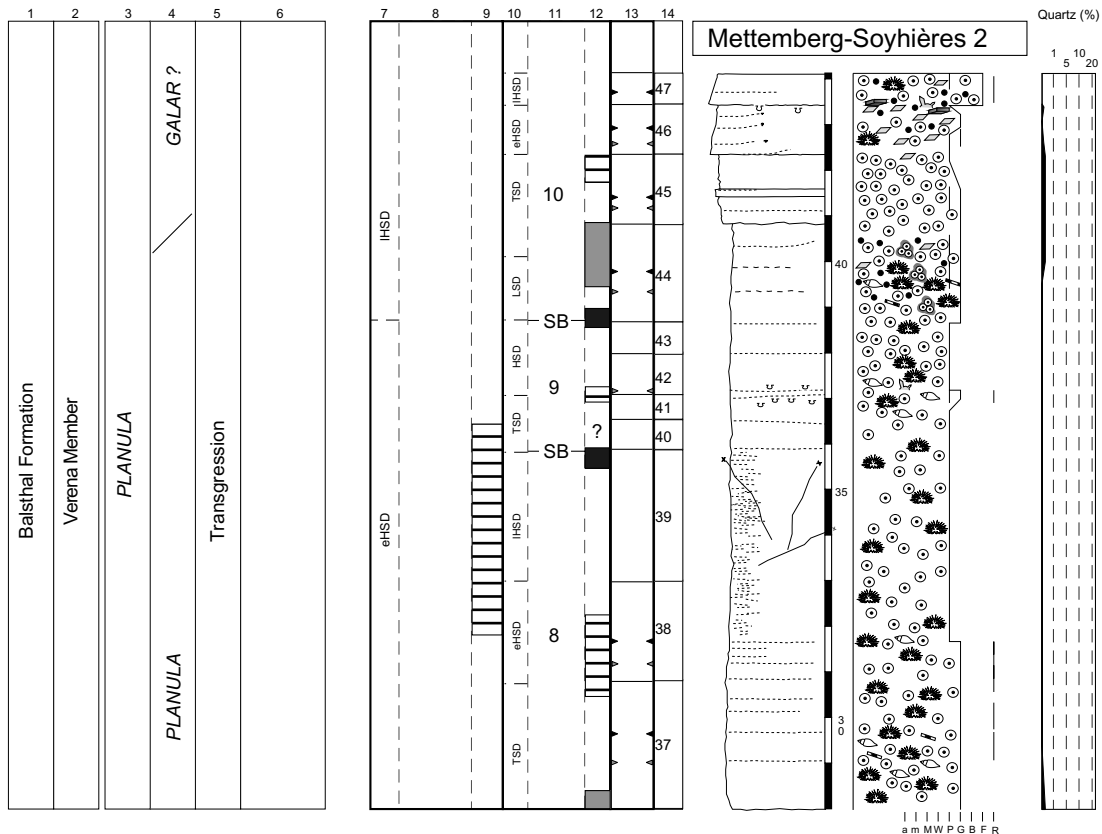 1 2 3 4 5 6 7 8 9 10 11 12 13 14
Mettemberg-Soyhières 2
Quartz (%)
1 5 10 20
Balsthal Formation
Verena Member
PLANULA
GALAR ?
PLANULA
Transgression
lHSD
eHSD
lHSD
eHSD
TSD
LSD
HSD
TSD
lHSD
eHSD
TSD
10
SB
9
SB
8
?
47
46
45
44
43
42
41
40
39
38
37
40
35
30
a m M W P G B F R